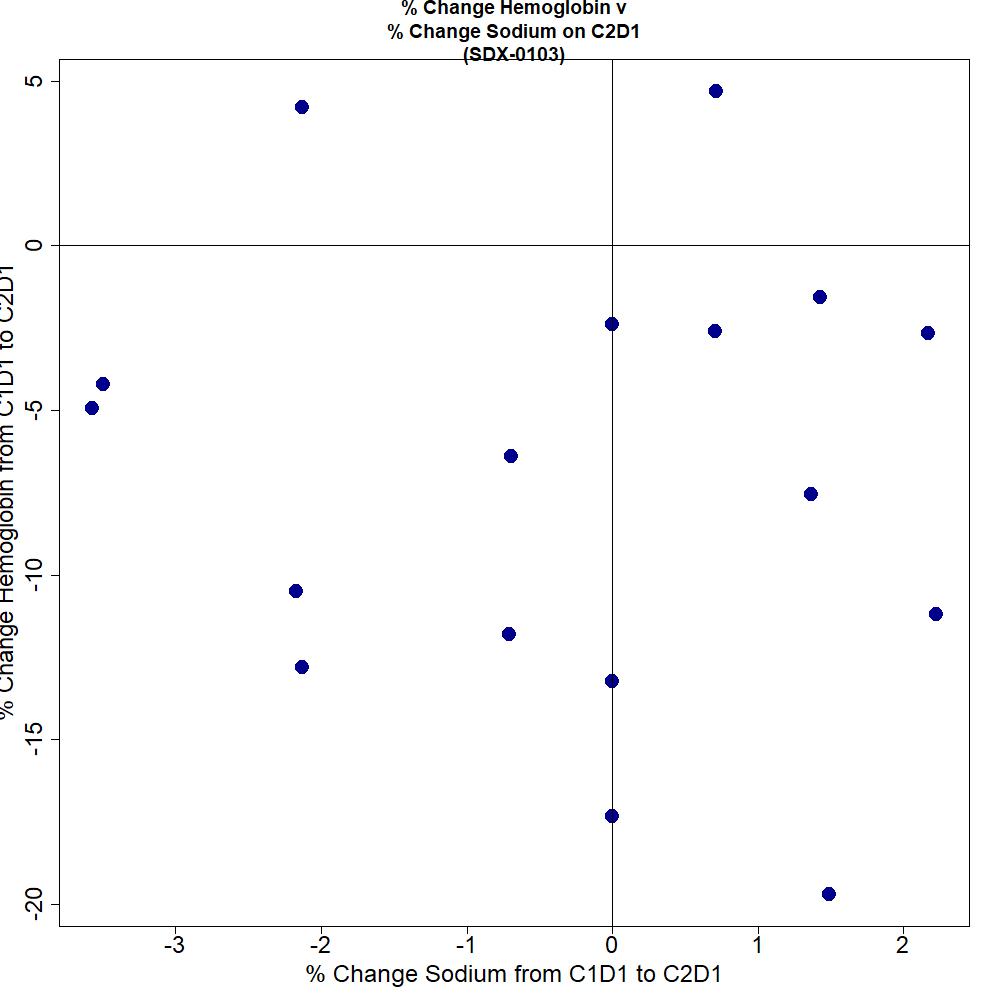 % Change Hemoglobin v
% Change Sodium on C2D1
(SDX-0103)
% Change Hemoglobin from C1D1 to C2D1
5
0
-5
-10
-15
-20
-3
-2
-1
0
1
2
% Change Sodium from C1D1 to C2D1